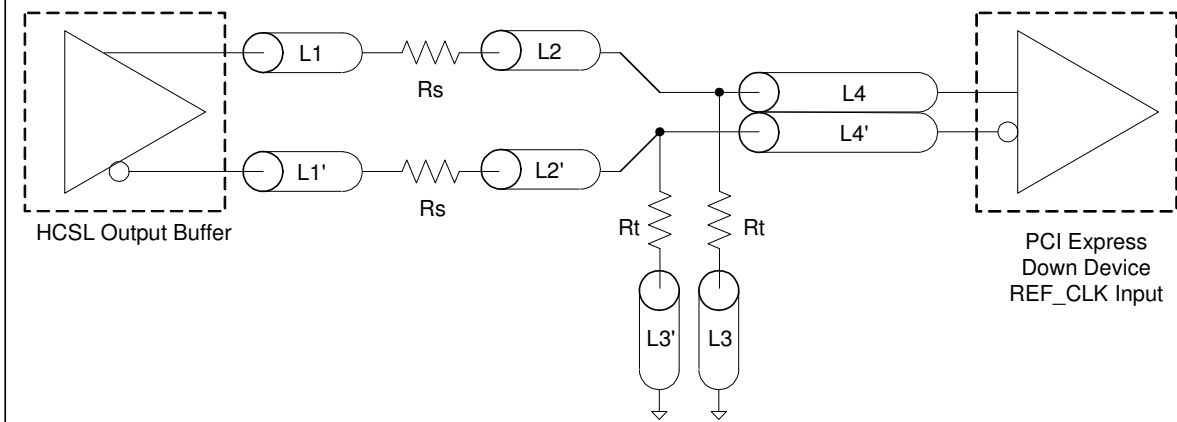 L1
Rs
L2
L4
L4'
L1'
Rs
L2'
HCSL Output Buffer
Rt
Rt
L3'
L3
PCI Express
Down Device
REF_CLK Input